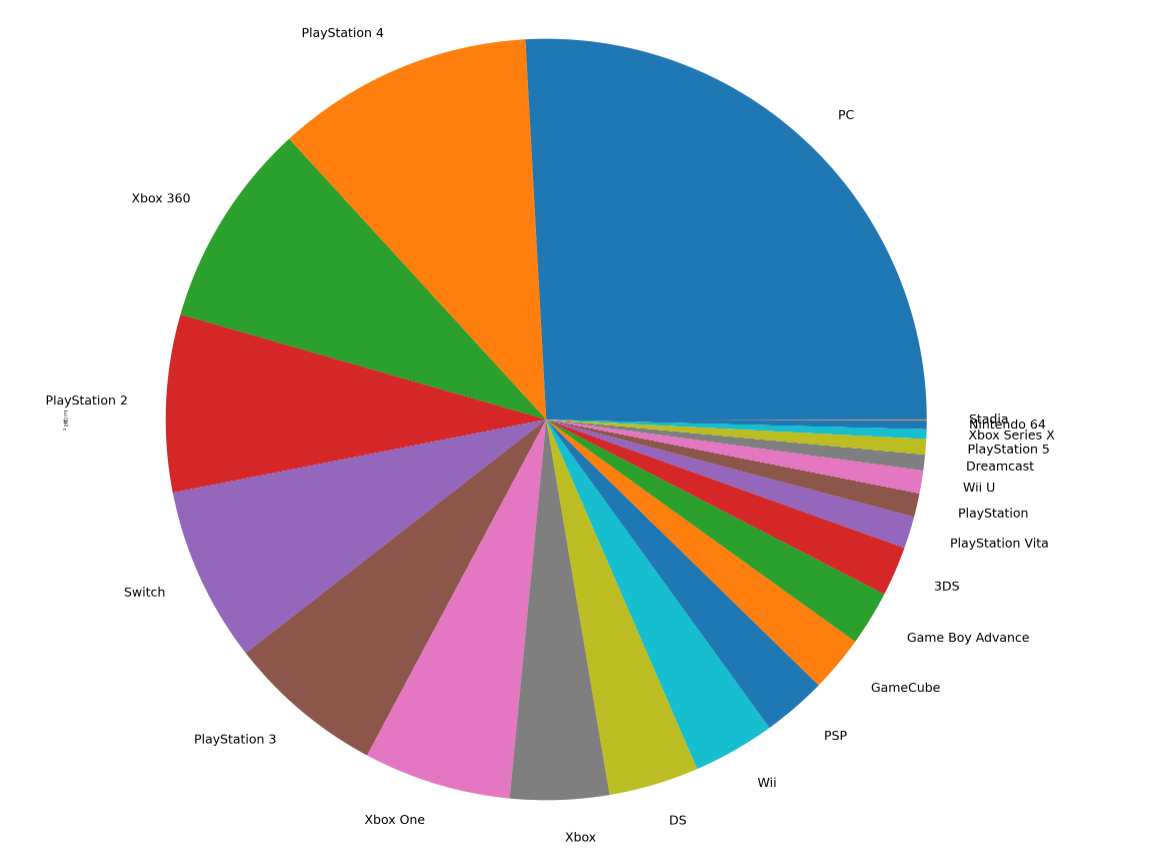 PlayStation 4
PC
Xbox 360
PlayStation 2
Switch
PlayStation 3
Xbox One
Xbox
DS
Wii
PSP
GameCube
Game Boy Advance
3DS
PlayStation Vita
PlayStation
Wii U
Dreamcast
PlayStation 5
Xbox Series X
Nintendo 64
Stadia